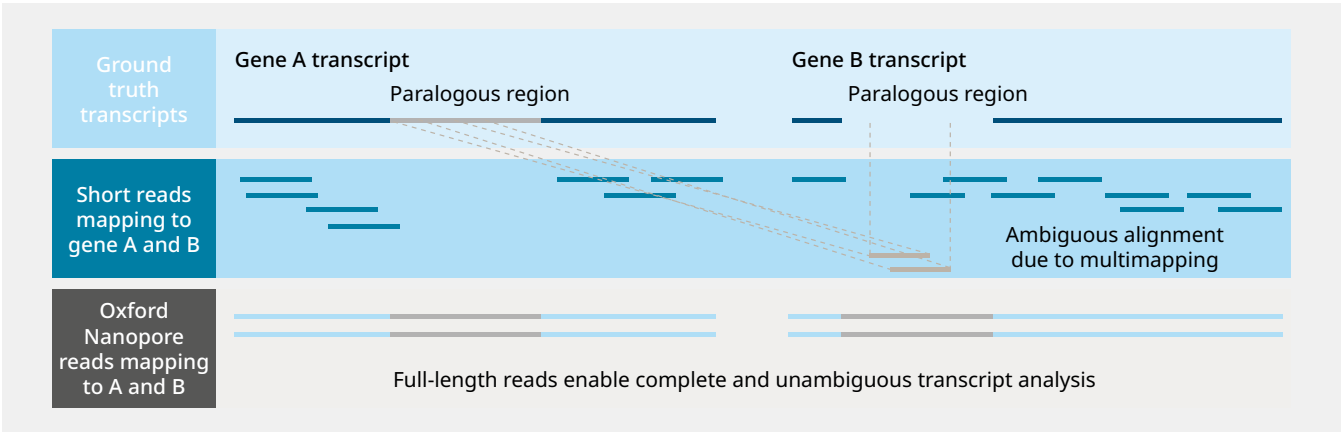 Ground
truth
transcripts
Gene A transcript
Paralogous region
Gene B transcript
Paralogous region
Short reads
mapping to
gene A and B
Ambiguous alignment
due to multimapping
Oxford
Nanopore
reads mapping
to A and B
Full-length reads enable complete and unambiguous transcript analysis